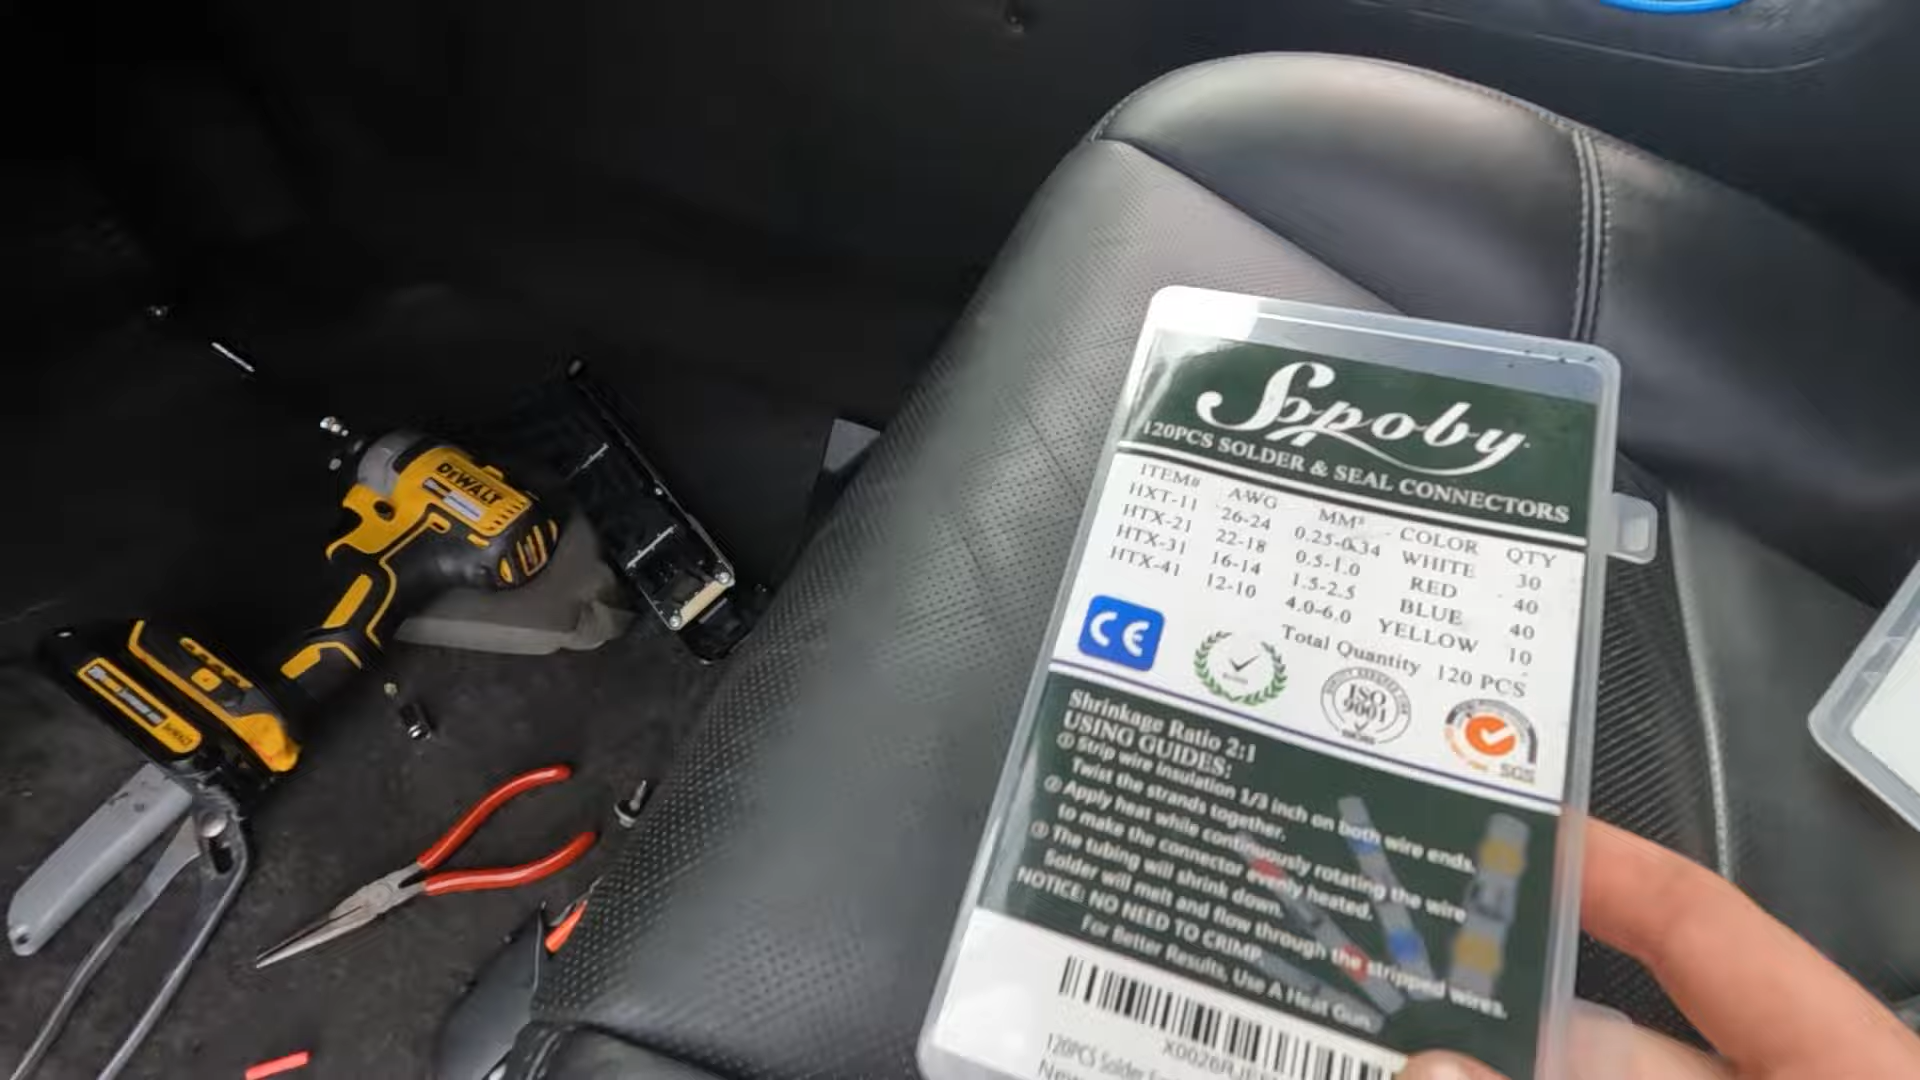 DEWALT
Sopoby
120PCS SOLDER & SEAL CONNECTORS
ITEM# AWG MM² COLOR QTY
HXT-11 26-24 0.25-0.34 WHITE 30
HTX-21 22-18 0.5-1.0 RED 40
HTX-31 16-14 1.5-2.5 BLUE 40
HTX-41 12-10 4.0-6.0 YELLOW 10
Total Quantity 120 PCS
CE
ISO
9001
SGS
Shrinkage Ratio 2:1
USING GUIDES:
① Strip wire insulation 1/3 inch on both wire ends.
Twist the strands together.
② Apply heat while continuously rotating the wire
to make the connector evenly heated.
③ The tubing will shrink down.
Solder will melt and flow through the stripped wires.
NOTICE: NO NEED TO CRIMP.
For Better Results, Use A Heat Gun.
120PCS Solder